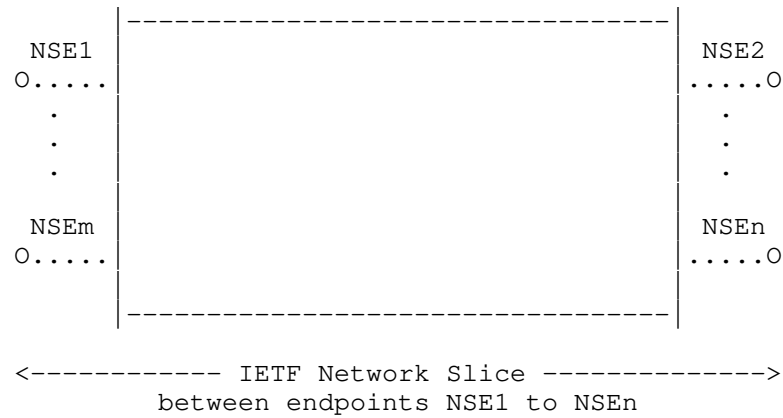 |----------------------------------|
NSE1 | | NSE2
O.....| |.....O
. | | .
. | | .
. | | .
NSEm | | NSEn
O.....| |.....O
| |
|----------------------------------|
<------------ IETF Network Slice -------------->
between endpoints NSE1 to NSEn